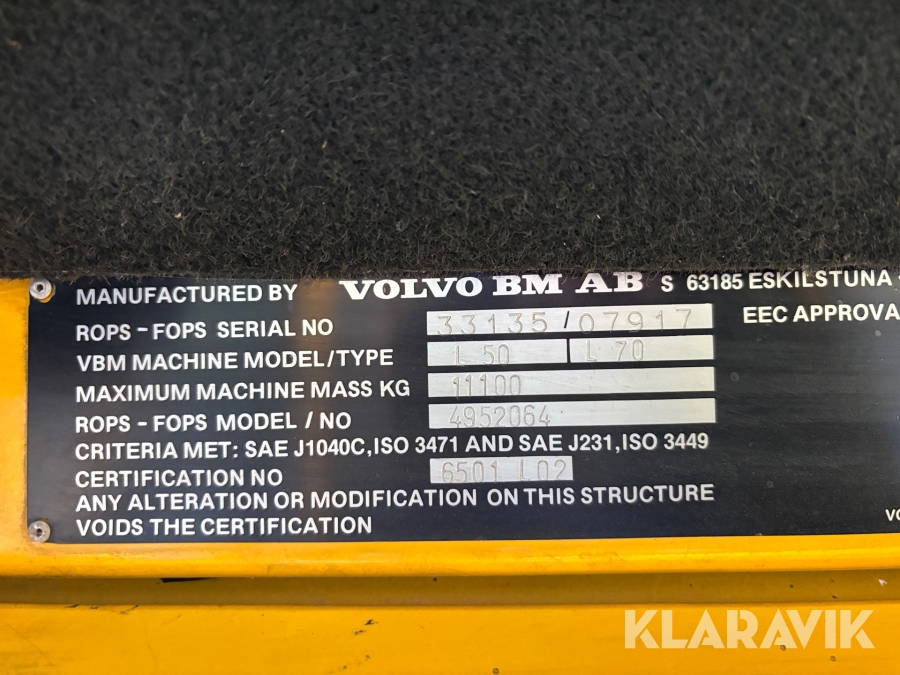 MANUFACTURED BY VOLVO BM AB S 63185 ESKILSTUNA
ROPS - FOPS SERIAL NO 33135/07917 EEC APPROVA
VBM MACHINE MODEL/TYPE L 50 L 70
MAXIMUM MACHINE MASS KG 11100
ROPS - FOPS MODEL / NO 4952064
CRITERIA MET: SAE J1040C, ISO 3471 AND SAE J231, ISO 3449
CERTIFICATION NO 6501 L02
ANY ALTERATION OR MODIFICATION ON THIS STRUCTURE
VOIDS THE CERTIFICATION
VO
KLARAVIK